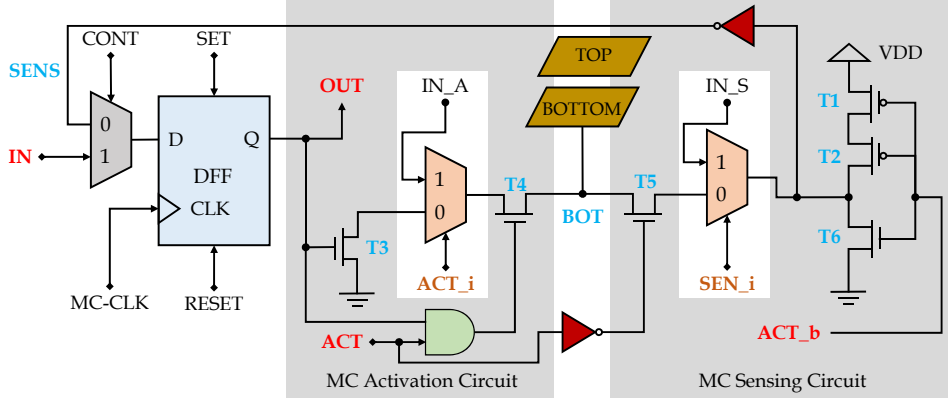 CONT
SET
SENS
TOP
VDD
OUT
IN_A
IN_S
BOTTOM
T1
0
IN
1
D
Q
DFF
CLK
1
0
T4
BOT
T5
1
0
T2
T3
T6
MC-CLK
RESET
ACT_i
SEN_i
ACT
ACT_b
MC Activation Circuit
MC Sensing Circuit